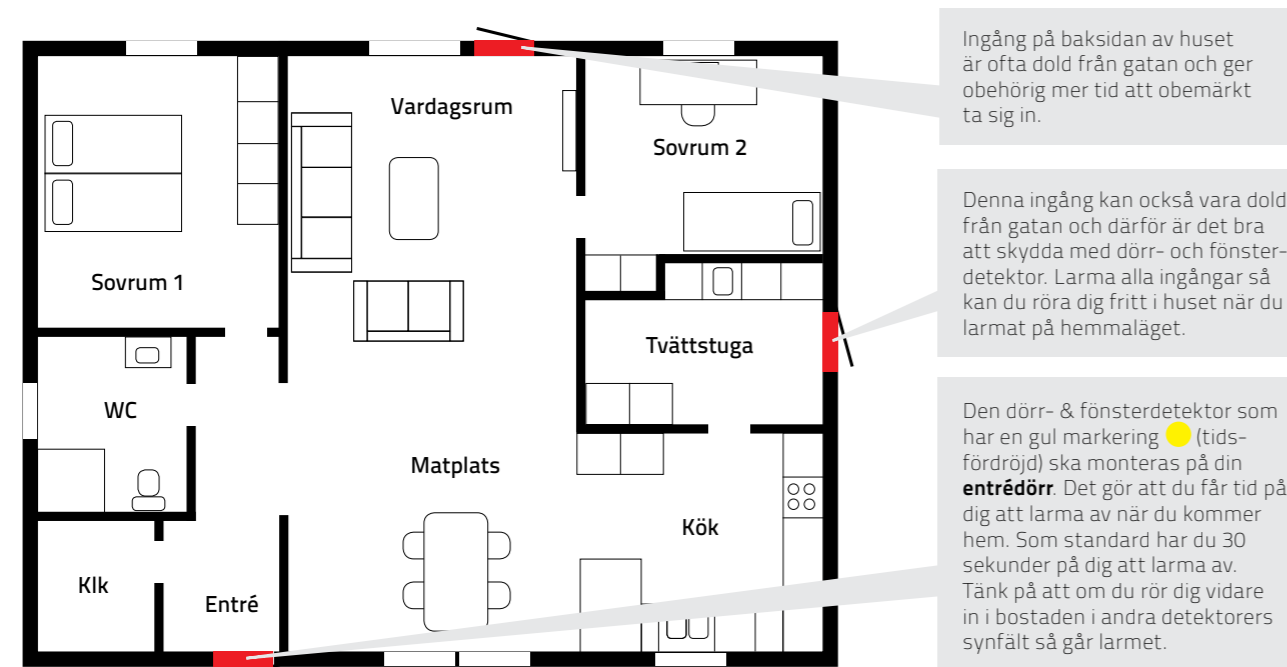 Vardagsrum
Sovrum 2
Sovrum 1
Tvättstuga
WC
Matplats
Kök
Klk
Entré
Ingång på baksidan av huset
är ofta dold från gatan och ger
obehörig mer tid att obemärkt
ta sig in.
Denna ingång kan också vara dold
från gatan och därför är det bra
att skydda med dörr- och fönster-
detektor. Larma alla ingångar så
kan du röra dig fritt i huset när du
larmat på hemmaläget.
Den dörr- & fönsterdetektor som
har en gul markering (tids-
fördröjd) ska monteras på din
entrédörr. Det gör att du får tid på
dig att larma av när du kommer
hem. Som standard har du 30
sekunder på dig att larma av.
Tänk på att om du rör dig vidare
in i bostaden i andra detektorers
synfält så går larmet.